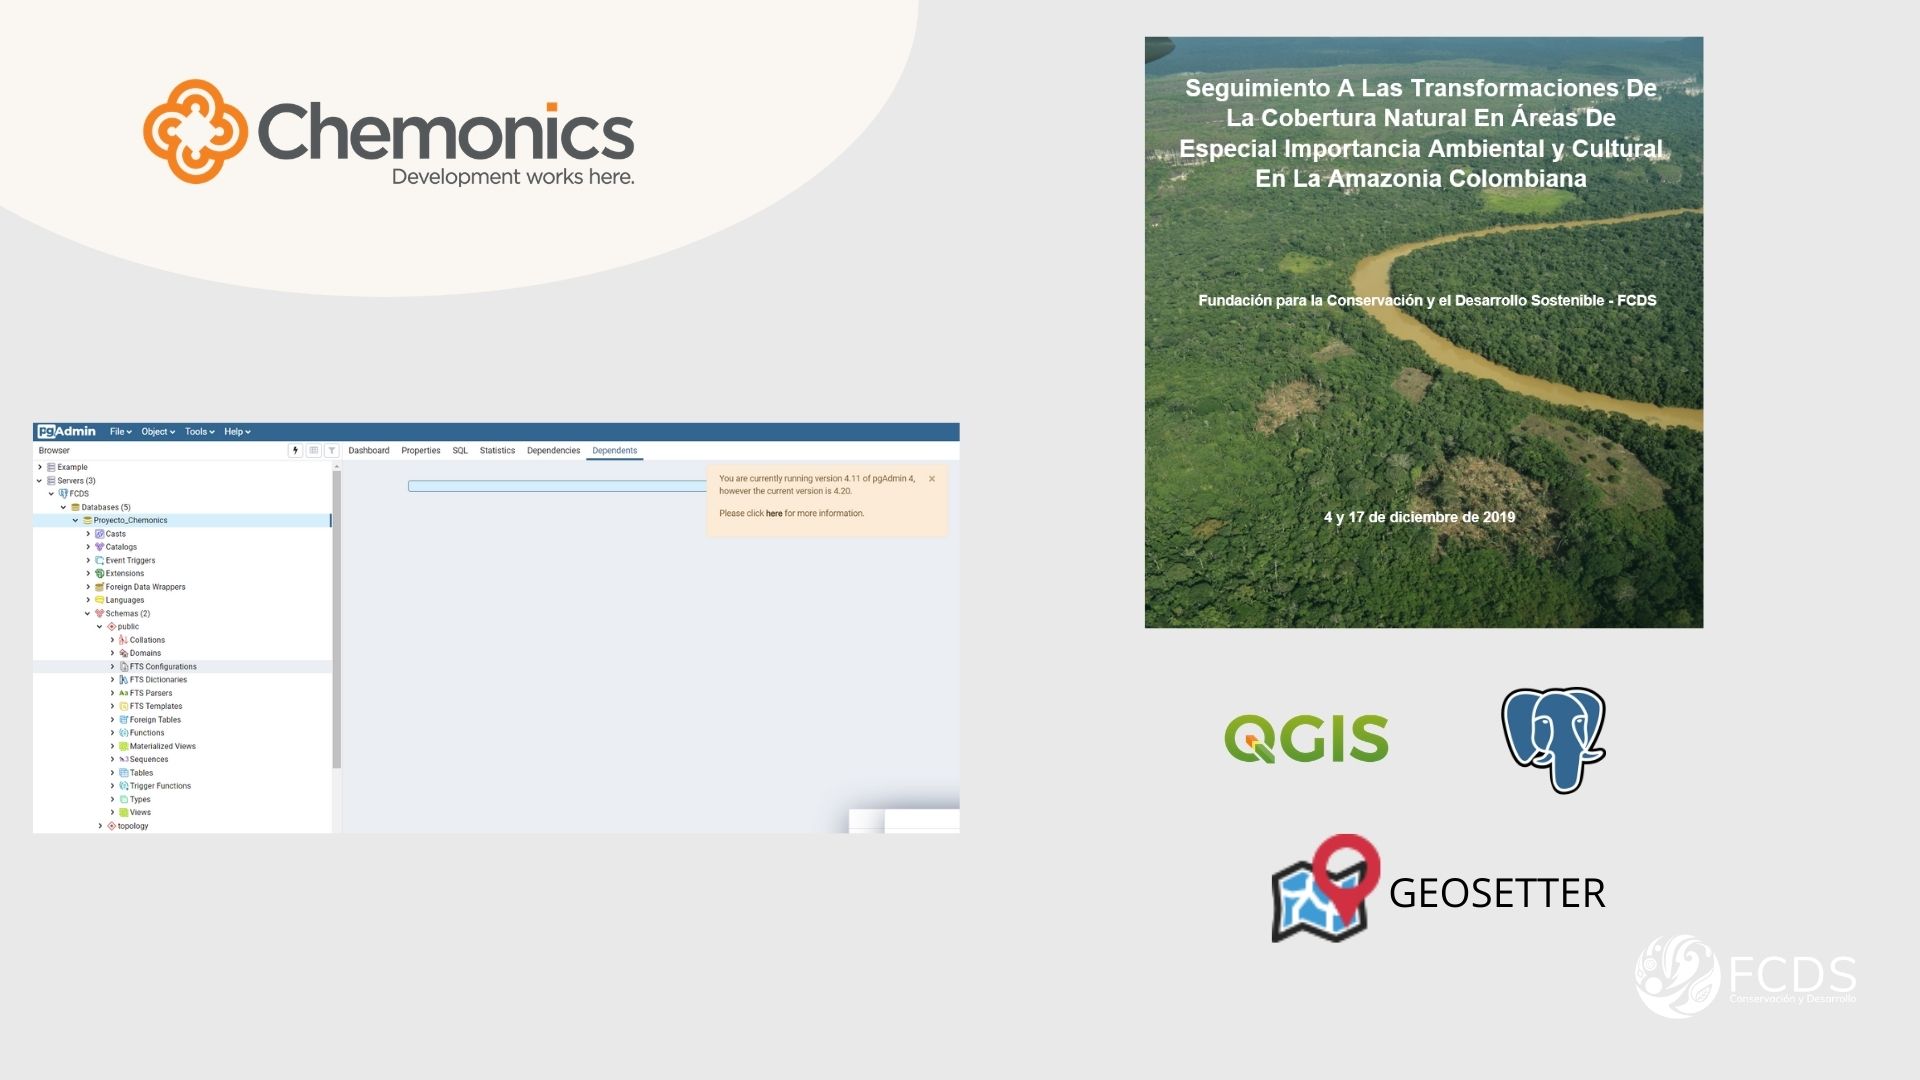 Chemonics
Development works here.
Seguimiento A Las Transformaciones De
La Cobertura Natural En Áreas De
Especial Importancia Ambiental y Cultural
En La Amazonia Colombiana
Fundación para la Conservación y el Desarrollo Sostenible - FCDS
4 y 17 de diciembre de 2019
pgAdmin File Object Tools Help
Browser
Dashboard Properties SQL Statistics Dependencies Dependents
Example
Servers (3)
FCDS
Databases (5)
Proyecto_Chemonics
Casts
Catalogs
Event Triggers
Extensions
Foreign Data Wrappers
Languages
Schemas (2)
public
Collations
Domains
FTS Configurations
FTS Dictionaries
Aa FTS Parsers
FTS Templates
Foreign Tables
Functions
Materialized Views
1..3 Sequences
Tables
Trigger Functions
Types
Views
topology
You are currently running version 4.11 of pgAdmin 4,
however the current version is 4.20.
Please click here for more information.
QGIS
GEOSETTER
FCDS
Conservación y Desarrollo